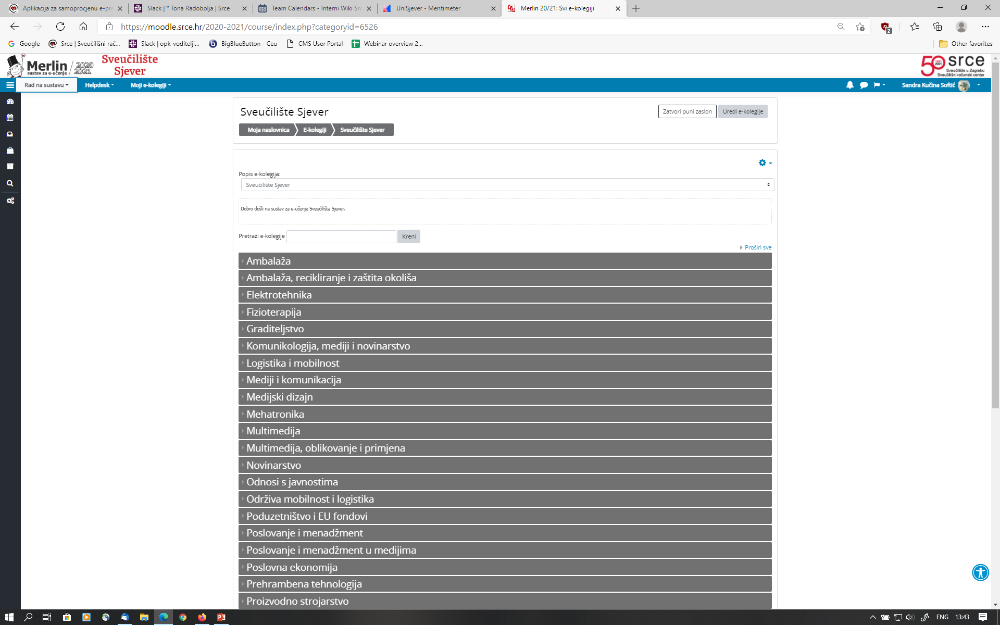 Aplikacija za samoprocjenu e-pre
Slack | * Tona Radobolja | Srce
Team Calendars - Interni Wiki Src
UniSjever - Mentimeter
Merlin 20/21: Svi e-kolegiji
https://moodle.srce.hr/2020-2021/course/index.php?categoryid=6526
2
Google
Srce | Sveučilišni rač...
Slack | opk-voditelji...
BigBlueButton - Ceu
CMS User Portal
Webinar overview 2...
Other favorites
Merlin
sustav za e-učenje
2020
2021
Sveučilište
Sjever
50
srce
Sveučilište u Zagrebu
Sveučilišni računski centar
Rad na sustavu
Helpdesk
Moji e-kolegiji
Sandra Kučina Softić
Sveučilište Sjever
Zatvori puni zaslon
Uredi e-kolegije
Moja naslovnica
E-kolegiji
Sveučilište Sjever
Popis e-kolegija:
Sveučilište Sjever
Dobro došli na sustav za e-učenje Sveučilišta Sjever.
Pretraži e-kolegije
Kreni
Proširi sve
Ambalaža
Ambalaža, recikliranje i zaštita okoliša
Elektrotehnika
Fizioterapija
Graditeljstvo
Komunikologija, mediji i novinarstvo
Logistika i mobilnost
Mediji i komunikacija
Medijski dizajn
Mehatronika
Multimedija
Multimedija, oblikovanje i primjena
Novinarstvo
Odnosi s javnostima
Održiva mobilnost i logistika
Poduzetništvo i EU fondovi
Poslovanje i menadžment
Poslovanje i menadžment u medijima
Poslovna ekonomija
Prehrambena tehnologija
Proizvodno strojarstvo
ENG
13:43